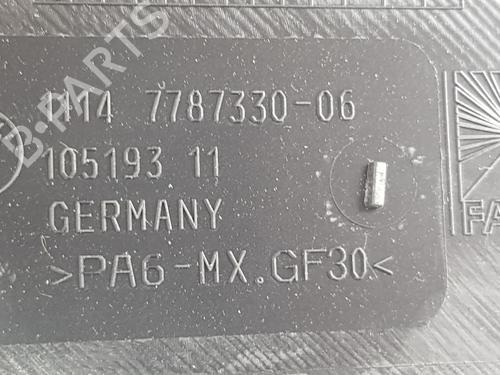 1114 7787330-06
105193 11
GERMANY
>PA6-MX.GF30<
FA
B-PARTS